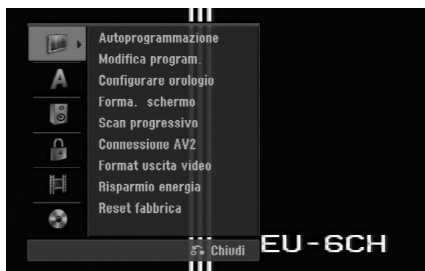 Autoprogrammazione
Modifica program.
A
Configurare orologio
Forma. schermo
Scan progressivo
Connessione AV2
Format uscita video
Risparmio energia
Reset fabbrica
Chiudi
EU-6CH